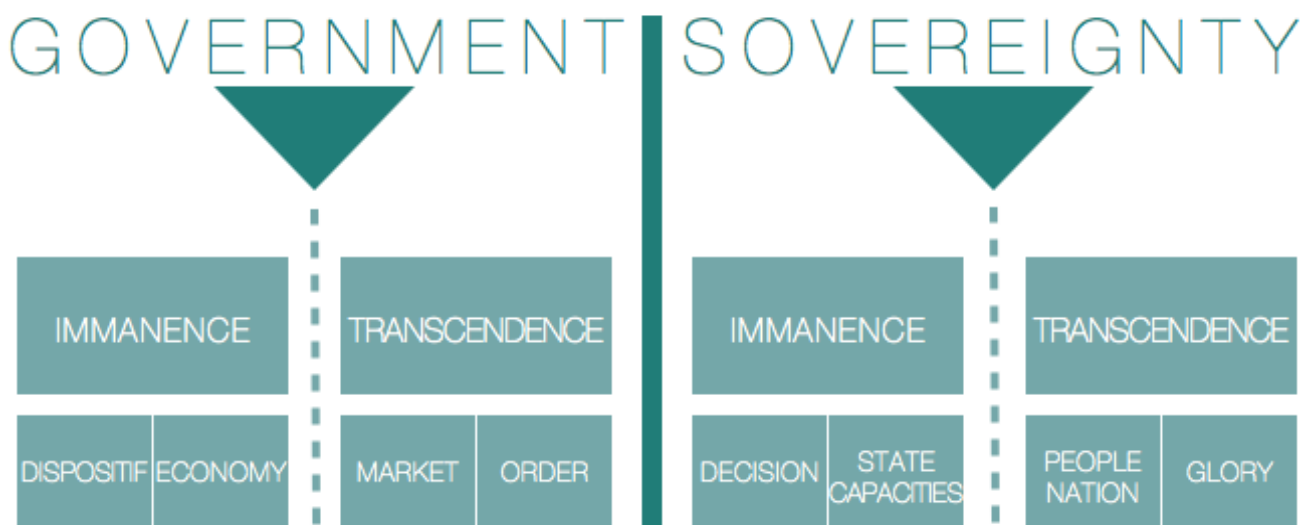 GOVERNMENT SOVEREIGNTY
IMMANENCE TRANSCENDENCE IMMANENCE TRANSCENDENCE
DISPOSITIF ECONOMY MARKET ORDER DECISION STATE CAPACITIES PEOPLE NATION GLORY